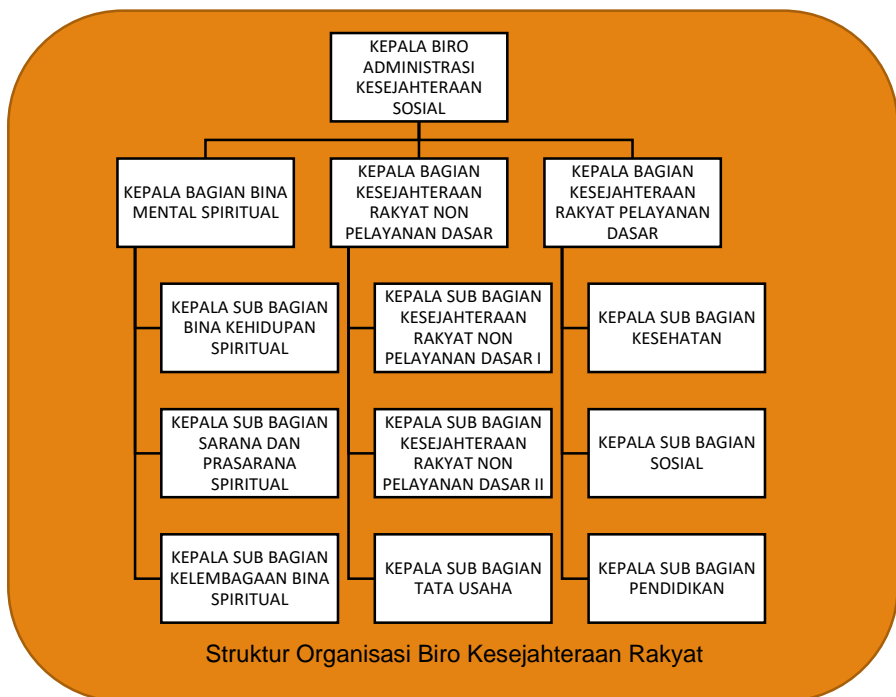 KEPALA BIRO
ADMINISTRASI
KESEJAHTERAAN
SOSIAL
KEPALA BAGIAN BINA
MENTAL SPIRITUAL
KEPALA BAGIAN
KESEJAHTERAAN
RAKYAT NON
PELAYANAN DASAR
KEPALA BAGIAN
KESEJAHTERAAN
RAKYAT PELAYANAN
DASAR
KEPALA SUB BAGIAN
BINA KEHIDUPAN
SPIRITUAL
KEPALA SUB BAGIAN
KESEJAHTERAAN
RAKYAT NON
PELAYANAN DASAR I
KEPALA SUB BAGIAN
KESEHATAN
KEPALA SUB BAGIAN
SARANA DAN
PRASARANA
SPIRITUAL
KEPALA SUB BAGIAN
KESEJAHTERAAN
RAKYAT NON
PELAYANAN DASAR II
KEPALA SUB BAGIAN
SOSIAL
KEPALA SUB BAGIAN
KELEMBAGAAN BINA
SPIRITUAL
KEPALA SUB BAGIAN
TATA USAHA
KEPALA SUB BAGIAN
PENDIDIKAN
Struktur Organisasi Biro Kesejahteraan Rakyat